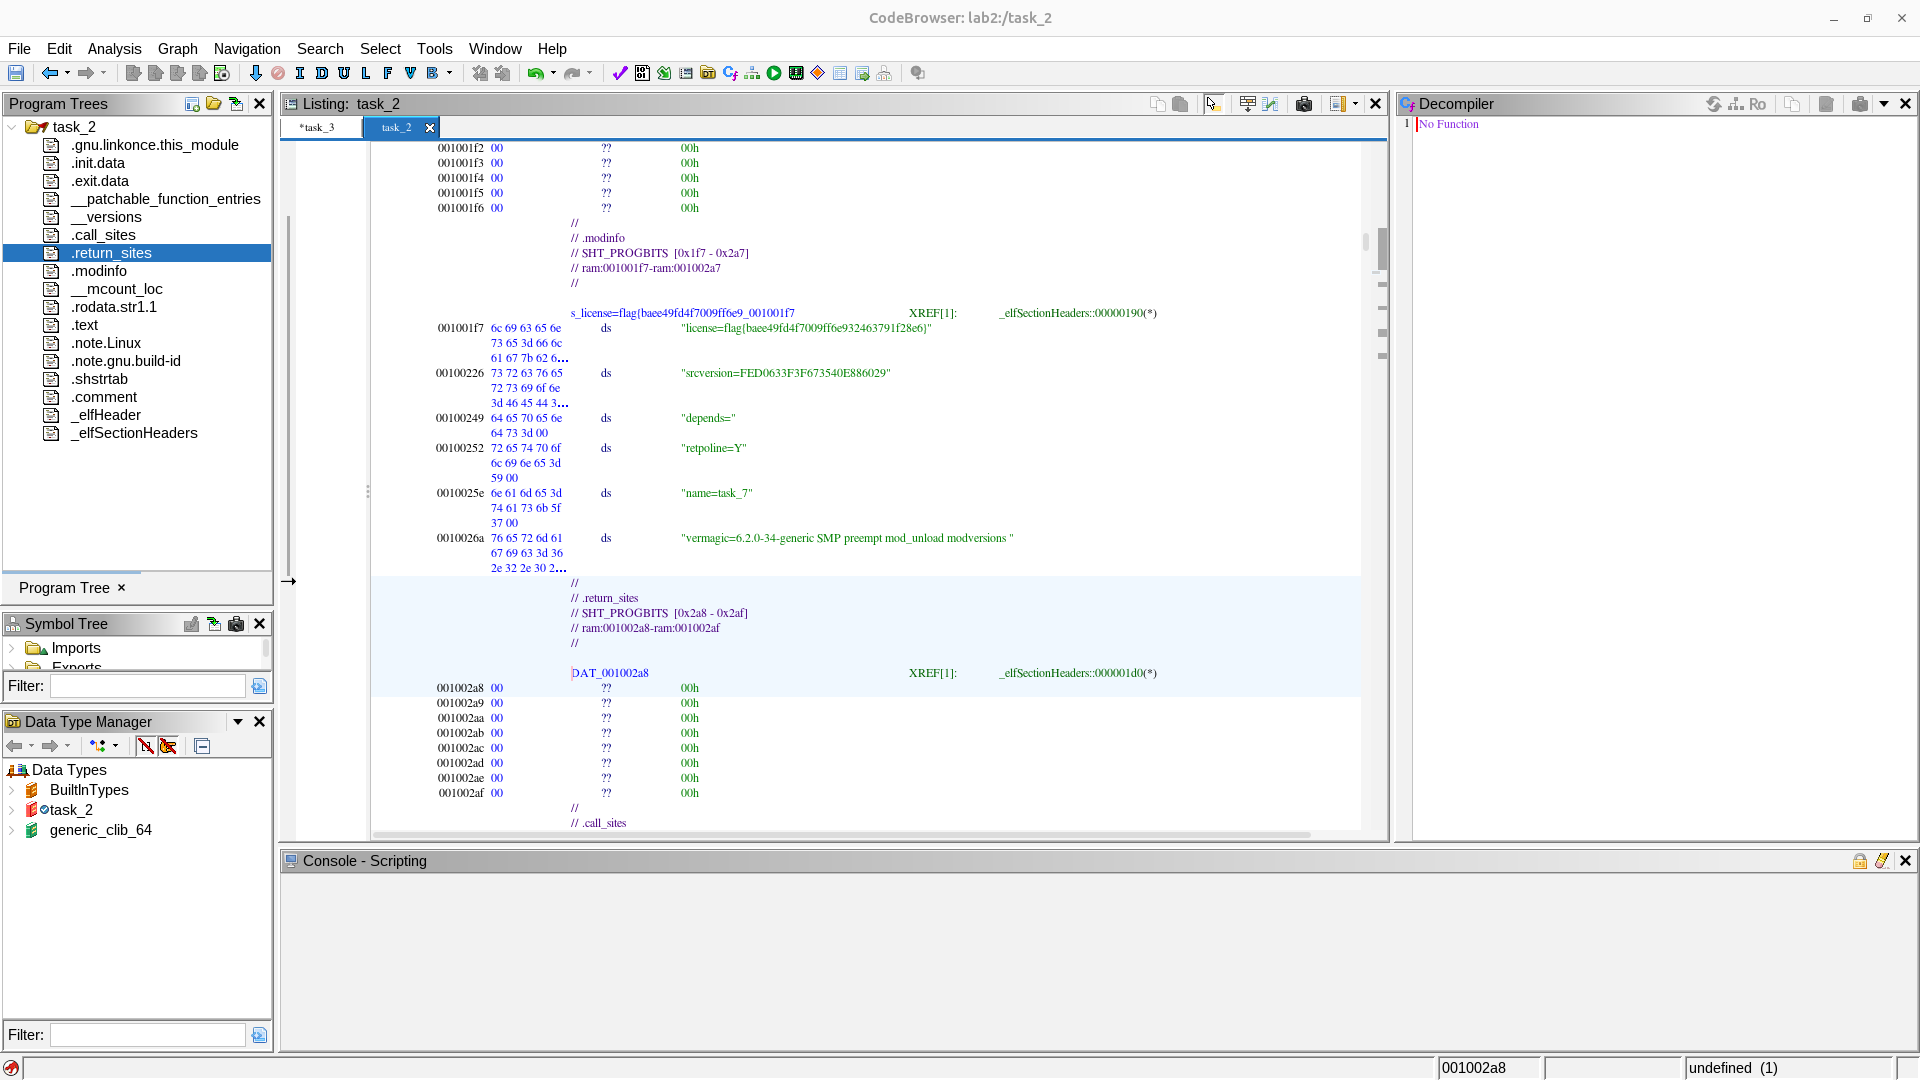 CodeBrowser: lab2:/task_2
File Edit Analysis Graph Navigation Search Select Tools Window Help
I D U L F V B
Program Trees
task_2
.gnu.linkonce.this_module
.init.data
.exit.data
__patchable_function_entries
__versions
.call_sites
.return_sites
.modinfo
__mcount_loc
.rodata.str1.1
.text
.note.Linux
.note.gnu.build-id
.shstrtab
.comment
_elfHeader
_elfSectionHeaders
Program Tree ×
Symbol Tree
Imports
Exports
Filter:
Data Type Manager
Data Types
BuiltInTypes
task_2
generic_clib_64
Filter:
Listing: task_2
*task_3 task_2
001001f2 00 ?? 00h
001001f3 00 ?? 00h
001001f4 00 ?? 00h
001001f5 00 ?? 00h
001001f6 00 ?? 00h
//
// .modinfo
// SHT_PROGBITS [0x1f7 - 0x2a7]
// ram:001001f7-ram:001002a7
//
s_license=flag{baee49fd4f7009ff6e9_001001f7 XREF[1]: _elfSectionHeaders::00000190(*)
001001f7 6c 69 63 65 6e ds "license=flag{baee49fd4f7009ff6e932463791f28e6}"
73 65 3d 66 6c
61 67 7b 62 6...
00100226 73 72 63 76 65 ds "srcversion=FED0633F3F673540E886029"
72 73 69 6f 6e
3d 46 45 44 3...
00100249 64 65 70 65 6e ds "depends="
64 73 3d 00
00100252 72 65 74 70 6f ds "retpoline=Y"
6c 69 6e 65 3d
59 00
0010025e 6e 61 6d 65 3d ds "name=task_7"
74 61 73 6b 5f
37 00
0010026a 76 65 72 6d 61 ds "vermagic=6.2.0-34-generic SMP preempt mod_unload modversions "
67 69 63 3d 36
2e 32 2e 30 2...
//
// .return_sites
// SHT_PROGBITS [0x2a8 - 0x2af]
// ram:001002a8-ram:001002af
//
DAT_001002a8 XREF[1]: _elfSectionHeaders::000001d0(*)
001002a8 00 ?? 00h
001002a9 00 ?? 00h
001002aa 00 ?? 00h
001002ab 00 ?? 00h
001002ac 00 ?? 00h
001002ad 00 ?? 00h
001002ae 00 ?? 00h
001002af 00 ?? 00h
//
// .call_sites
Decompiler
Ro
1 No Function
Console - Scripting
001002a8
undefined (1)